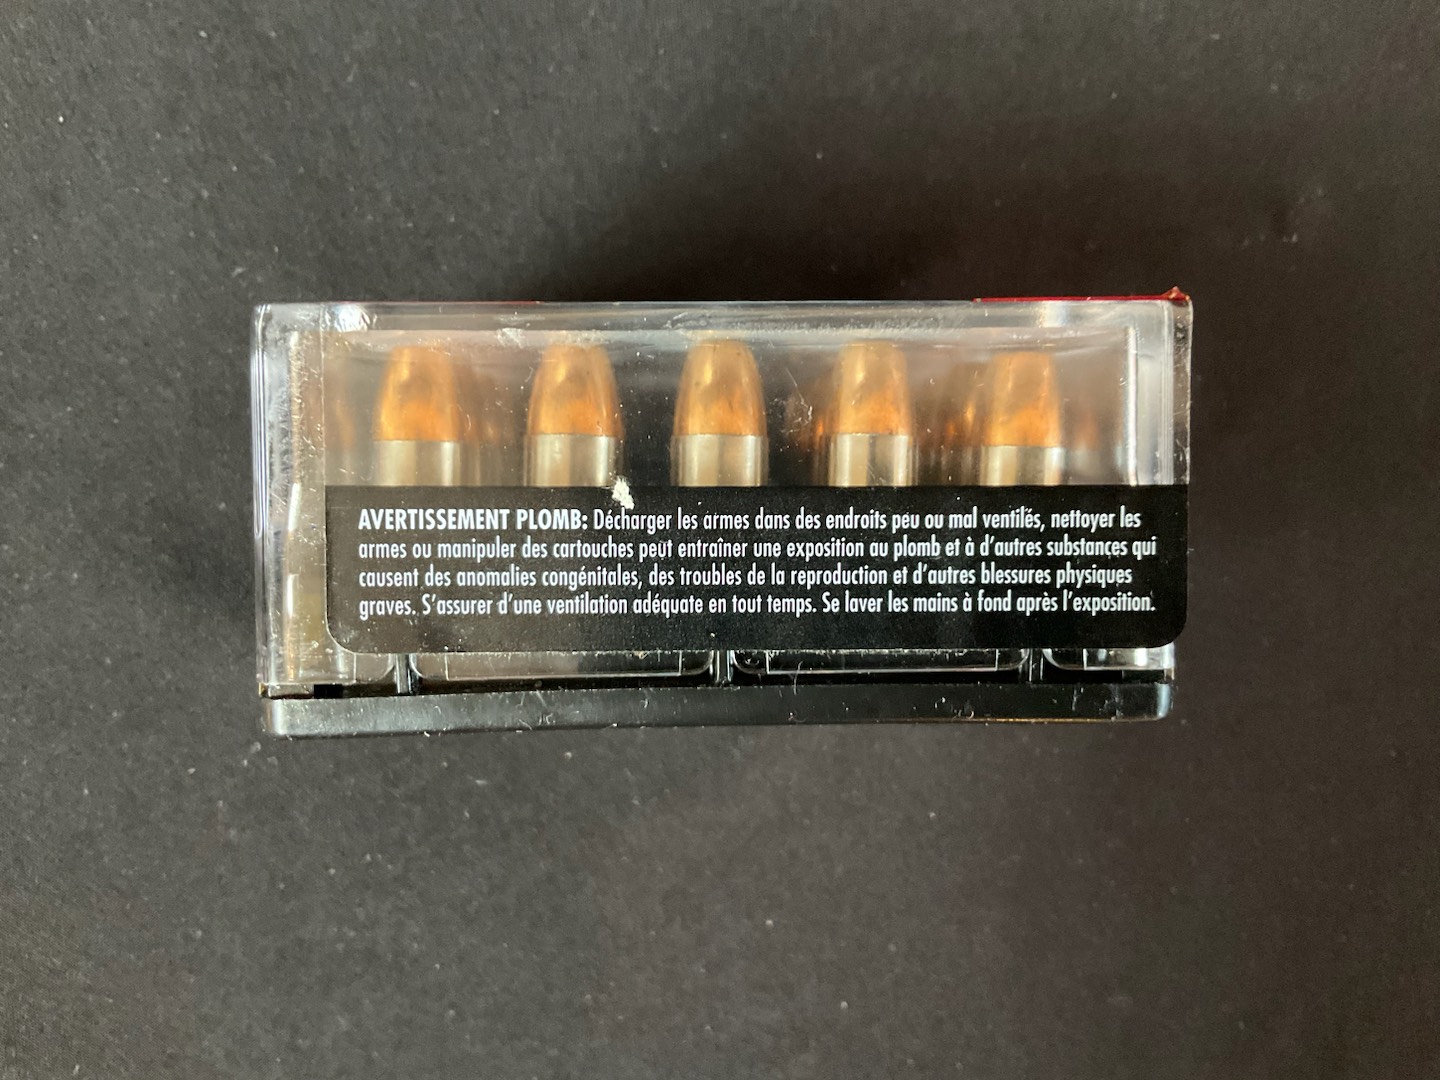 AVERTISSEMENT PLOMB: Décharger les armes dans des endroits peu ou mal ventilés, nettoyer les
armes ou manipuler des cartouches peut entraîner une exposition au plomb et à d'autres substances qui
causent des anomalies congénitales, des troubles de la reproduction et d'autres blessures physiques
graves. S'assurer d'une ventilation adéquate en tout temps. Se laver les mains à fond après l'exposition.